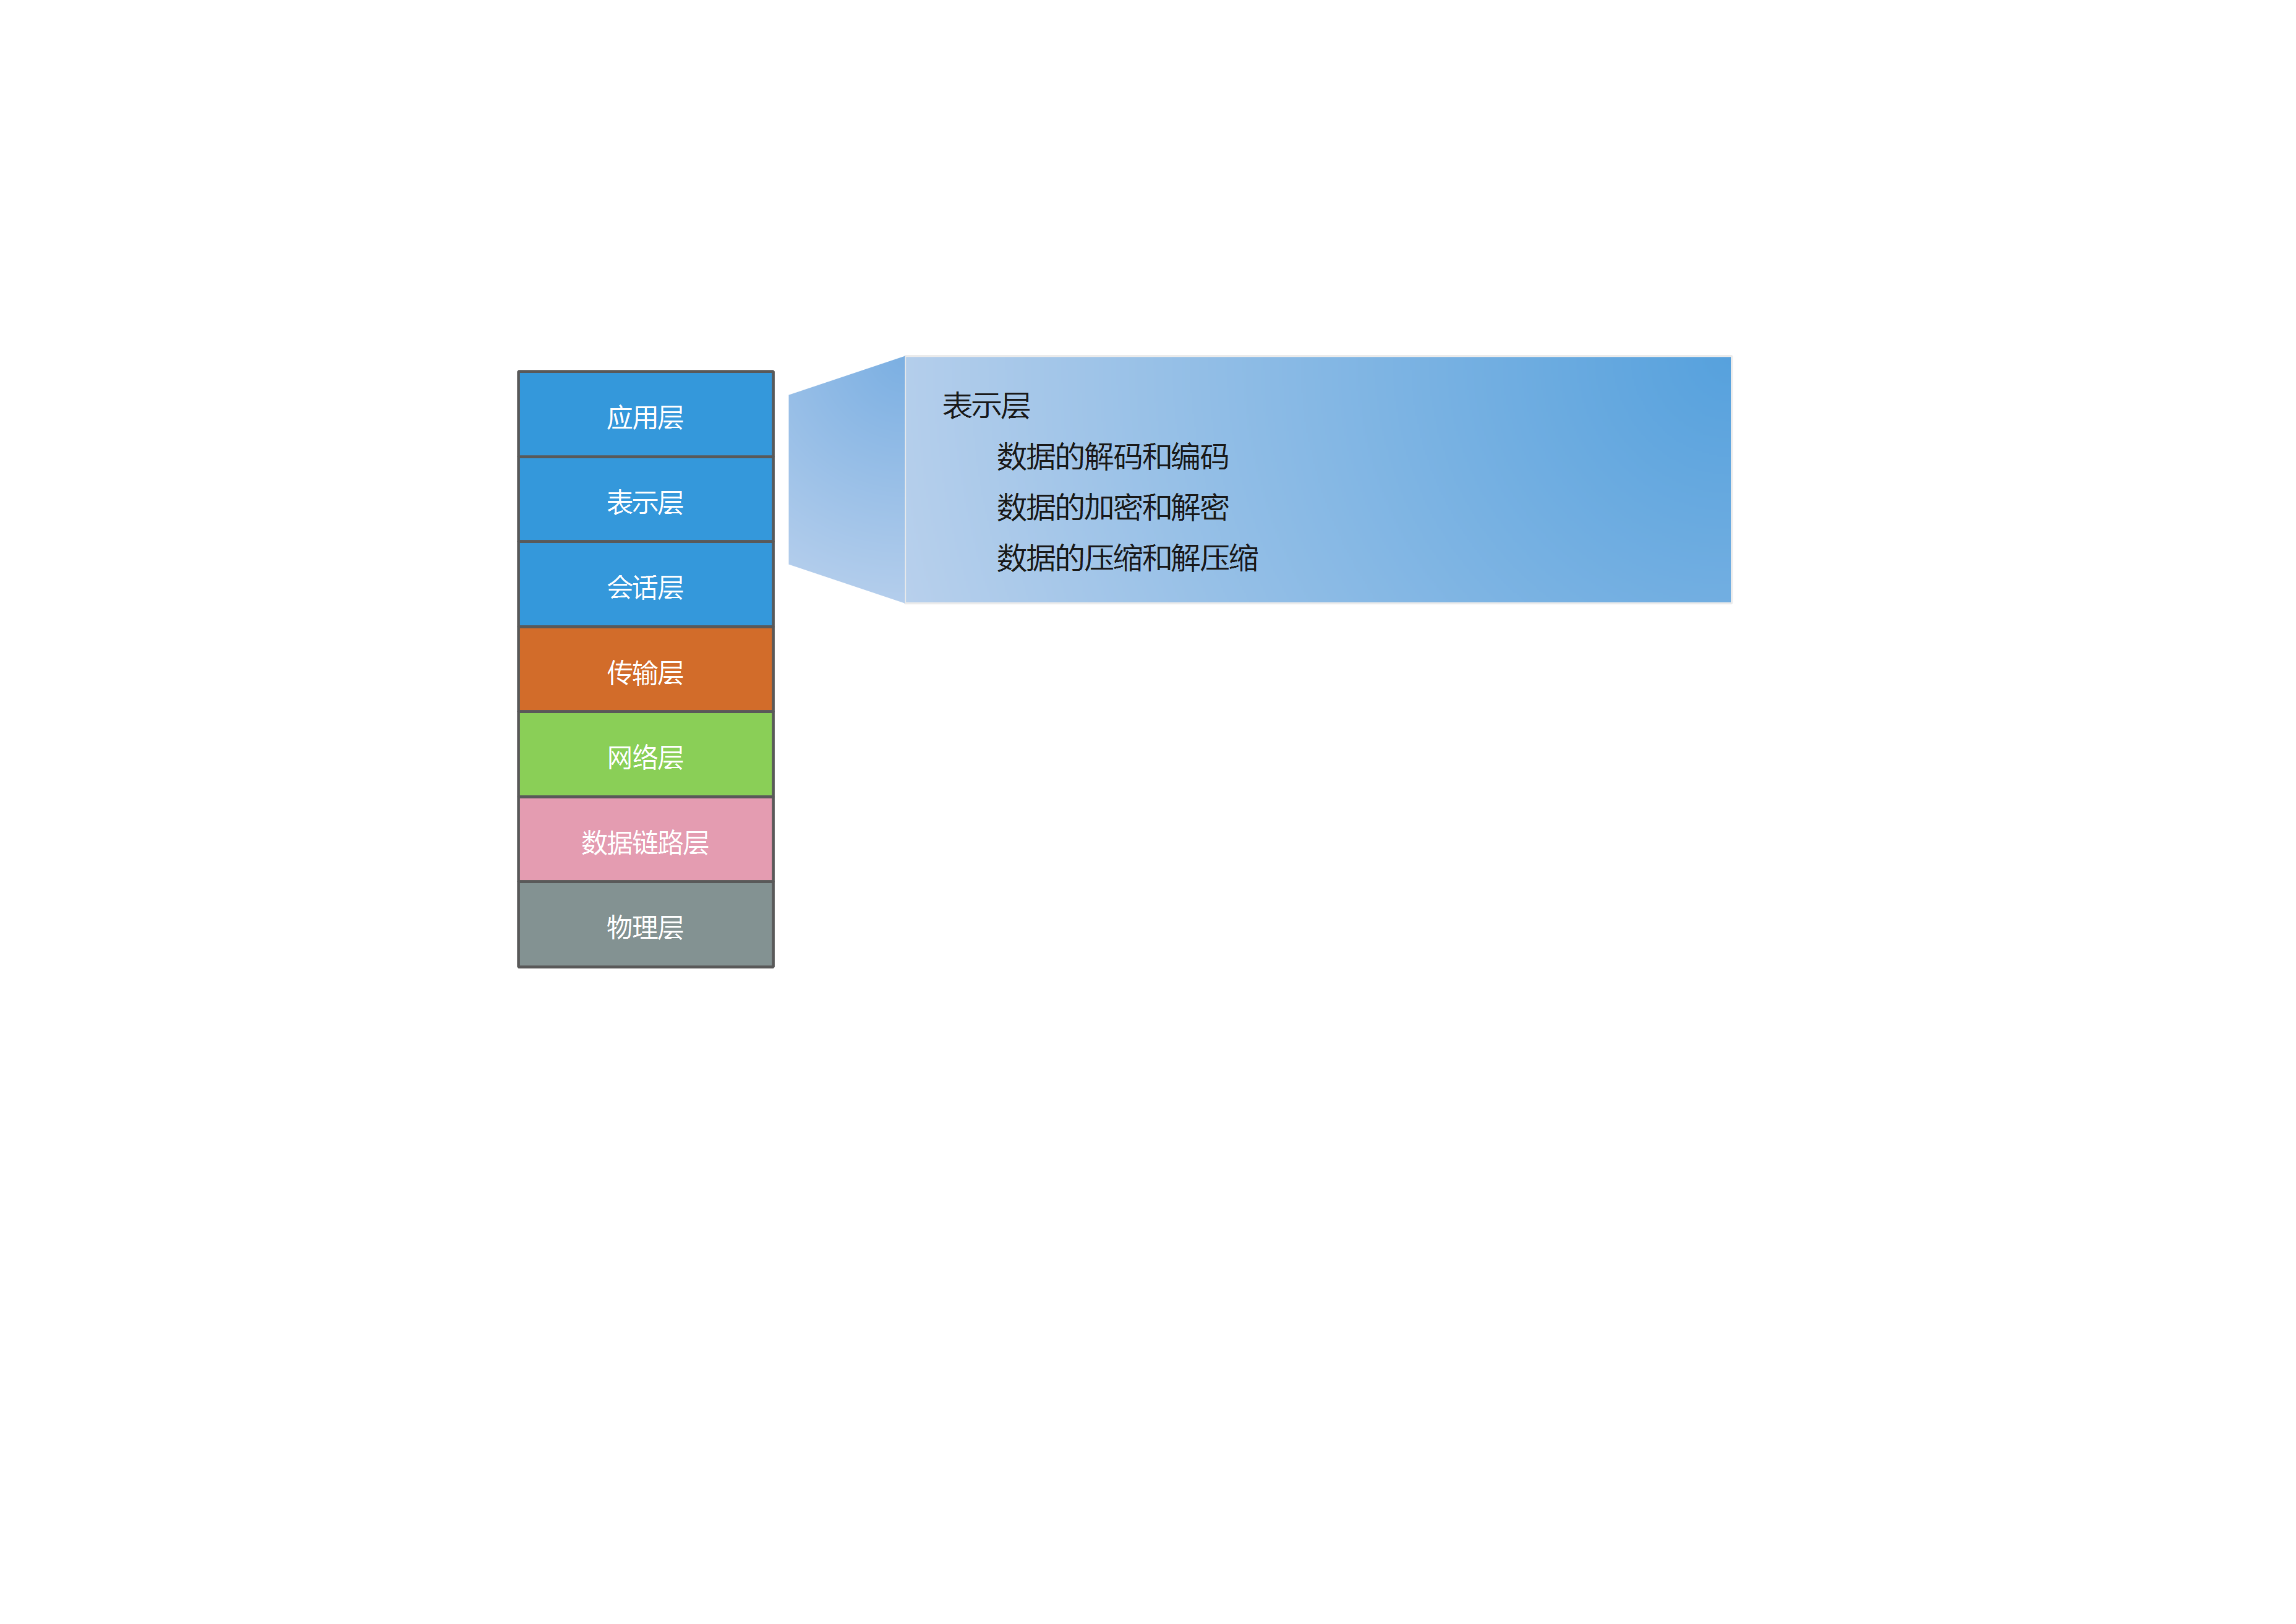 应用层
表示层
会话层
传输层
网络层
数据链路层
物理层
表示层
数据的解码和编码
数据的加密和解密
数据的压缩和解压缩